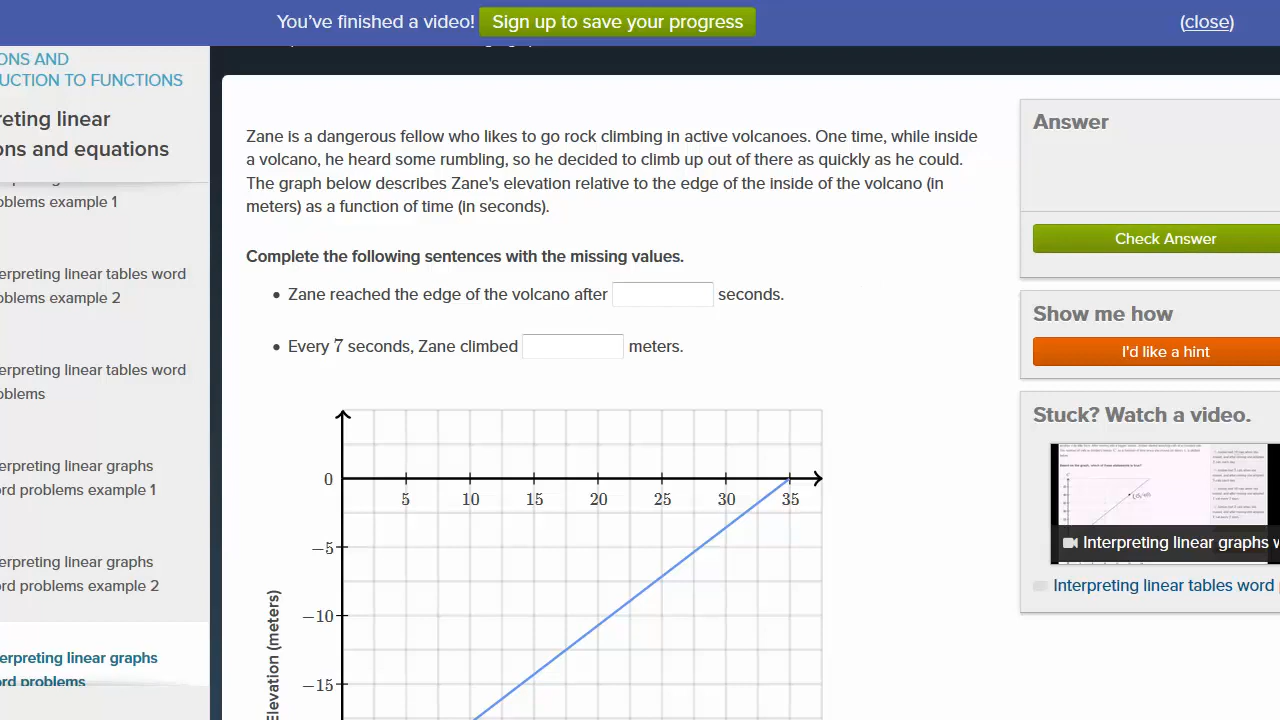 You've finished a video! Sign up to save your progress (close)
ONS AND
UCTION TO FUNCTIONS
reting linear
ons and equations
oblems example 1
erpreting linear tables word
oblems example 2
erpreting linear tables word
oblems
erpreting linear graphs
ord problems example 1
erpreting linear graphs
ord problems example 2
erpreting linear graphs
ord problems
Zane is a dangerous fellow who likes to go rock climbing in active volcanoes. One time, while inside
a volcano, he heard some rumbling, so he decided to climb up out of there as quickly as he could.
The graph below describes Zane's elevation relative to the edge of the inside of the volcano (in
meters) as a function of time (in seconds).
Complete the following sentences with the missing values.
• Zane reached the edge of the volcano after seconds.
• Every 7 seconds, Zane climbed meters.
0
5 10 15 20 25 30 35
−5
−10
−15
Elevation (meters)
Answer
Check Answer
Show me how
I'd like a hint
Stuck? Watch a video.
Interpreting linear graphs w
Interpreting linear tables word p